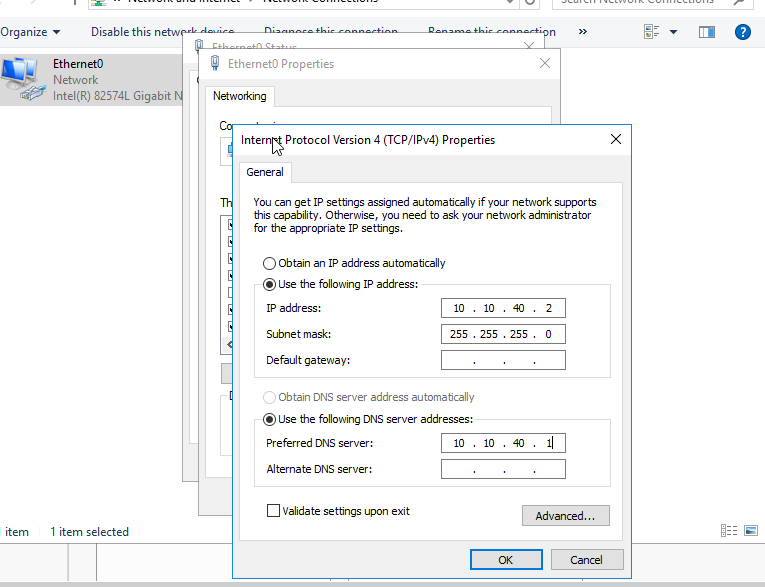 Network and Internet
Network Connections
Search Network Connections
Organize
Disable this network device
Diagnose this connection
Rename this connection
»
Ethernet0
Network
Intel(R) 82574L Gigabit N
Ethernet0 Status
Ethernet0 Properties
Networking
Internet Protocol Version 4 (TCP/IPv4) Properties
General
You can get IP settings assigned automatically if your network supports
this capability. Otherwise, you need to ask your network administrator
for the appropriate IP settings.
Obtain an IP address automatically
Use the following IP address:
IP address: 10 . 10 . 40 . 2
Subnet mask: 255 . 255 . 255 . 0
Default gateway: . . .
Obtain DNS server address automatically
Use the following DNS server addresses:
Preferred DNS server: 10 . 10 . 40 . 1
Alternate DNS server: . . .
Validate settings upon exit
Advanced...
item 1 item selected
OK Cancel